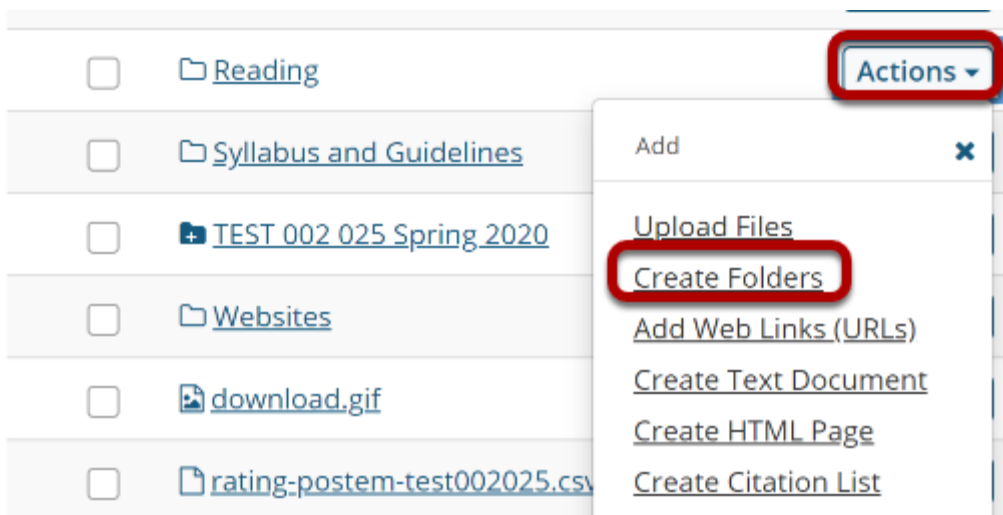 Reading
Actions
Syllabus and Guidelines
Add
Upload Files
TEST 002 025 Spring 2020
Create Folders
Websites
Add Web Links (URLs)
Create Text Document
download.gif
Create HTML Page
rating-postem-test002025.csv
Create Citation List